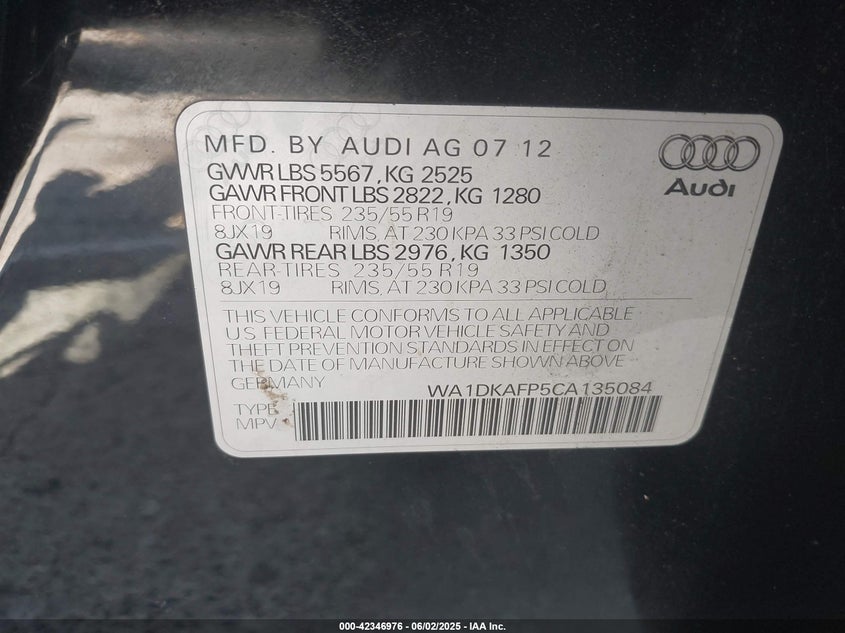 MFD. BY AUDI AG 07 12
GVWR LBS 5567, KG 2525
GAWR FRONT LBS 2822, KG 1280
FRONT-TIRES 235/55 R19
8JX19 RIMS, AT 230 KPA 33 PSI COLD
GAWR REAR LBS 2976, KG 1350
REAR-TIRES 235/55 R19
8JX19 RIMS, AT 230 KPA 33 PSI COLD
Audi
THIS VEHICLE CONFORMS TO ALL APPLICABLE
U.S. FEDERAL MOTOR VEHICLE SAFETY AND
THEFT PREVENTION STANDARDS IN EFFECT ON
THE DATE OF MANUFACTURE SHOWN ABOVE
GERMANY WA1DKAFP5CA135084
TYPE
MPV
000-42346976 - 06/02/2025 - IAA Inc.